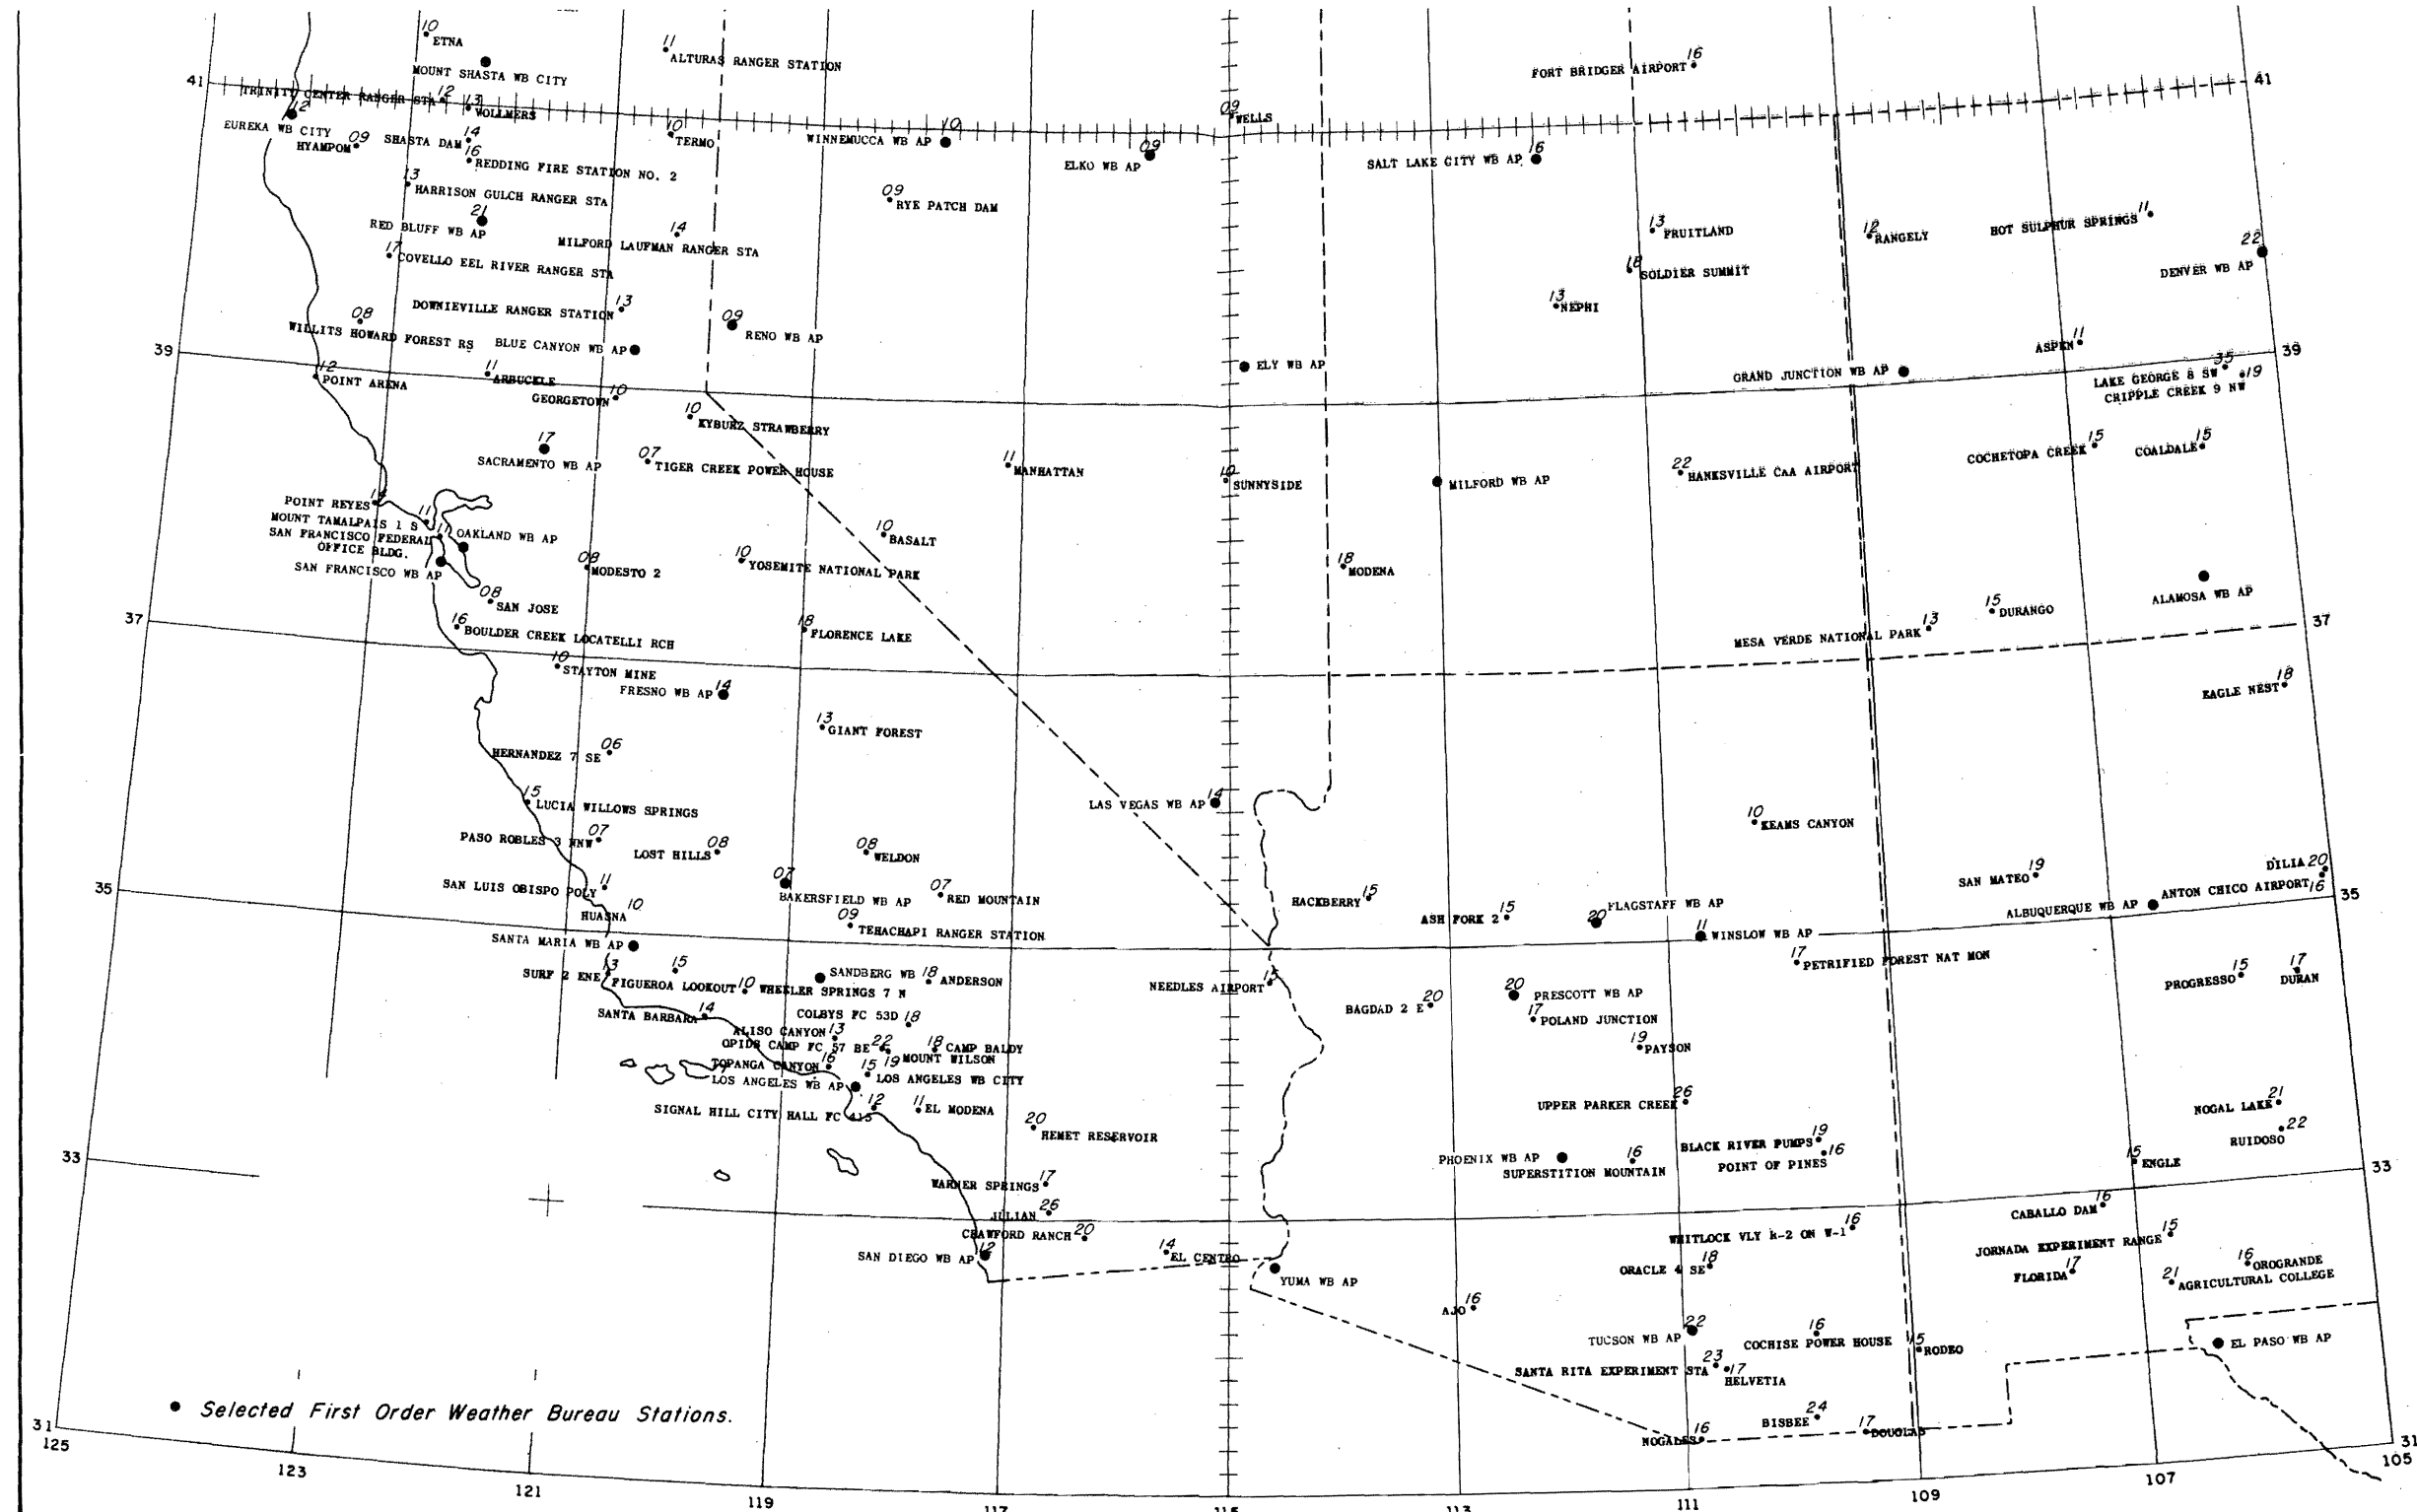 10
ETNA
11
ALTURAS RANGER STATION
MOUNT SHASTA WB CITY
FORT BRIDGER AIRPORT 16
41
41
TRINITY CENTER RANGER STA 12
13
VOLLMERS
12
EUREKA WB CITY
HYAMPOM 09
SHASTA DAM 14
16
REDDING FIRE STATION NO. 2
10
TERMO
WINNEMUCCA WB AP 10
09
WELLS
ELKO WB AP 09
SALT LAKE CITY WB AP 16
13
HARRISON GULCH RANGER STA
09
RYE PATCH DAM
21
RED BLUFF WB AP
14
MILFORD LAUFMAN RANGER STA
13
FRUITLAND
12
RANGELY
HOT SULPHUR SPRINGS 11
22
DENVER WB AP
17
COVELLO EEL RIVER RANGER STA
18
SOLDIER SUMMIT
DOWNIEVILLE RANGER STATION 13
13
NEPHI
08
WILLITS HOWARD FOREST RS
BLUE CANYON WB AP
09
RENO WB AP
39
39
ELY WB AP
ASPEN 11
GRAND JUNCTION WB AP
12
POINT ARENA
11
ARBUCKLE
GEORGETOWN 10
LAKE GEORGE 8 SW 35
CRIPPLE CREEK 9 NW 19
10
KYBURZ STRAWBERRY
17
SACRAMENTO WB AP
07
TIGER CREEK POWER HOUSE
11
MANHATTAN
10
SUNNYSIDE
MILFORD WB AP
22
HANKSVILLE CAA AIRPORT
COCHETOPA CREEK 15
COALDALE 15
POINT REYES 14
MOUNT TAMALPAIS 1 S 11
SAN FRANCISCO FEDERAL 11
OFFICE BLDG.
OAKLAND WB AP
SAN FRANCISCO WB AP
10
BASALT
08
MODESTO 2
10
YOSEMITE NATIONAL PARK
18
MODENA
ALAMOSA WB AP
08
SAN JOSE
15
DURANGO
37
37
16
BOULDER CREEK LOCATELLI RCH
18
FLORENCE LAKE
MESA VERDE NATIONAL PARK 13
10
STAYTON MINE
FRESNO WB AP 14
EAGLE NEST 18
13
GIANT FOREST
HERNANDEZ 7 SE 06
15
LUCIA WILLOWS SPRINGS
LAS VEGAS WB AP 14
10
KEAMS CANYON
PASO ROBLES 3 NNW 07
LOST HILLS 08
08
WELDON
35
35
SAN LUIS OBISPO POLY 11
07
BAKERSFIELD WB AP
07
RED MOUNTAIN
HACKBERRY 15
SAN MATEO 19
DILIA 20
ANTON CHICO AIRPORT 16
ALBUQUERQUE WB AP
HUASNA 10
09
TEHACHAPI RANGER STATION
ASH FORK 2 15
20
FLAGSTAFF WB AP
11
WINSLOW WB AP
SANTA MARIA WB AP
17
PETRIFIED FOREST NAT MON
SURF 2 ENE 13
15
FIGUEROA LOOKOUT
10 WHEELER SPRINGS 7 N
SANDBERG WB
18
ANDERSON
NEEDLES AIRPORT 15
PROGRESSO 15
17
DURAN
SANTA BARBARA 14
COLBYS FC 53D 18
BAGDAD 2 E 20
20
PRESCOTT WB AP
17
POLAND JUNCTION
ALISO CANYON 13
OPIDS CAMP FC 57 BE 22
18
CAMP BALDY
19
MOUNT WILSON
19
PAYSON
TOPANGA CANYON 16
15
LOS ANGELES WB CITY
LOS ANGELES WB AP
SIGNAL HILL CITY HALL FC 415 12
11
EL MODENA
UPPER PARKER CREEK 26
NOGAL LAKE 21
20
HEMET RESERVOIR
22
RUIDOSO
33
33
PHOENIX WB AP
16
SUPERSTITION MOUNTAIN
BLACK RIVER PUMPS 19
POINT OF PINES 16
15
ENGLE
WARNER SPRINGS 17
JULIAN 26
CABALLO DAM 16
CRAWFORD RANCH 20
WHITLOCK VLY R-2 ON W-1 16
JORNADA EXPERIMENT RANGE 15
SAN DIEGO WB AP 12
14
EL CENTRO
YUMA WB AP
ORACLE 4 SE 18
FLORIDA 17
16
OROGRANDE
21
AGRICULTURAL COLLEGE
AJO 16
TUCSON WB AP 22
16
COCHISE POWER HOUSE
15
RODEO
EL PASO WB AP
SANTA RITA EXPERIMENT STA 23
17
HELVETIA
● Selected First Order Weather Bureau Stations.
BISBEE 24
17
DOUGLAS
NOGALES 16
31
31
125
123
121
119
117
115
113
111
109
107
105